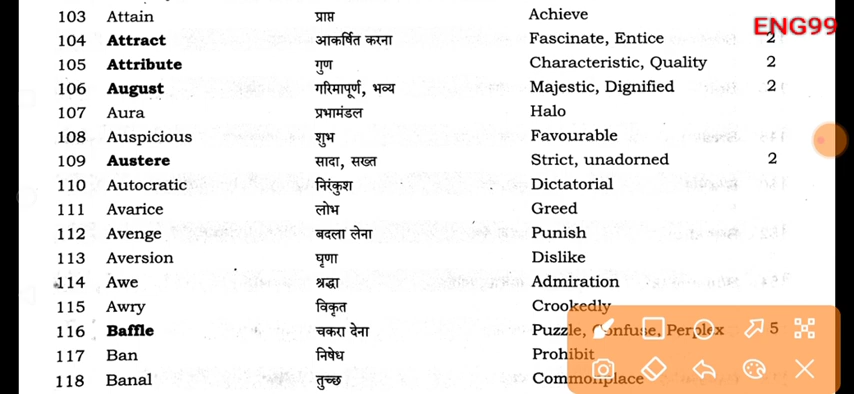 103 Attain प्राप्त Achieve
ENG99
104 Attract आकर्षित करना Fascinate, Entice 2
105 Attribute गुण Characteristic, Quality 2
106 August गरिमापूर्ण, भव्य Majestic, Dignified 2
107 Aura प्रभामंडल Halo
108 Auspicious शुभ Favourable
109 Austere सादा, सख्त Strict, unadorned 2
110 Autocratic निरंकुश Dictatorial
111 Avarice लोभ Greed
112 Avenge बदला लेना Punish
113 Aversion घृणा Dislike
114 Awe श्रद्धा Admiration
115 Awry विकृत Crookedly
116 Baffle चकरा देना Puzzle, Confuse, Perplex 5
117 Ban निषेध Prohibit
118 Banal तुच्छ Commonplace